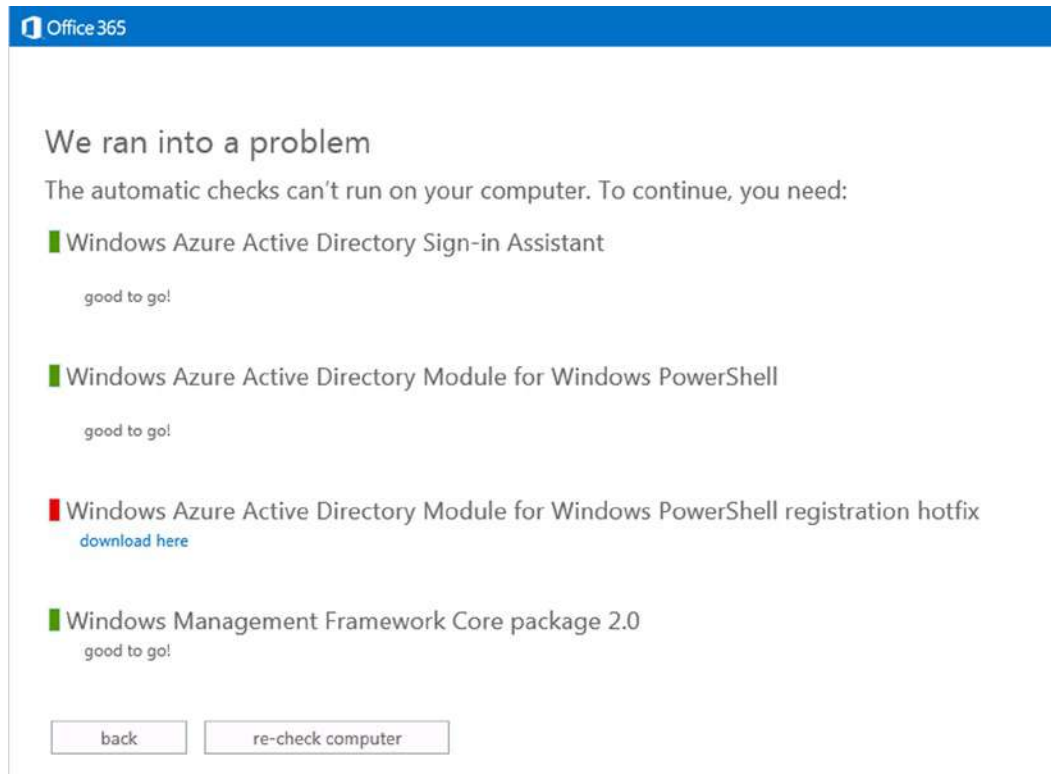 Office 365
We ran into a problem
The automatic checks can't run on your computer. To continue, you need:
Windows Azure Active Directory Sign-in Assistant
good to go!
Windows Azure Active Directory Module for Windows PowerShell
good to go!
Windows Azure Active Directory Module for Windows PowerShell registration hotfix
download here
Windows Management Framework Core package 2.0
good to go!
back re-check computer